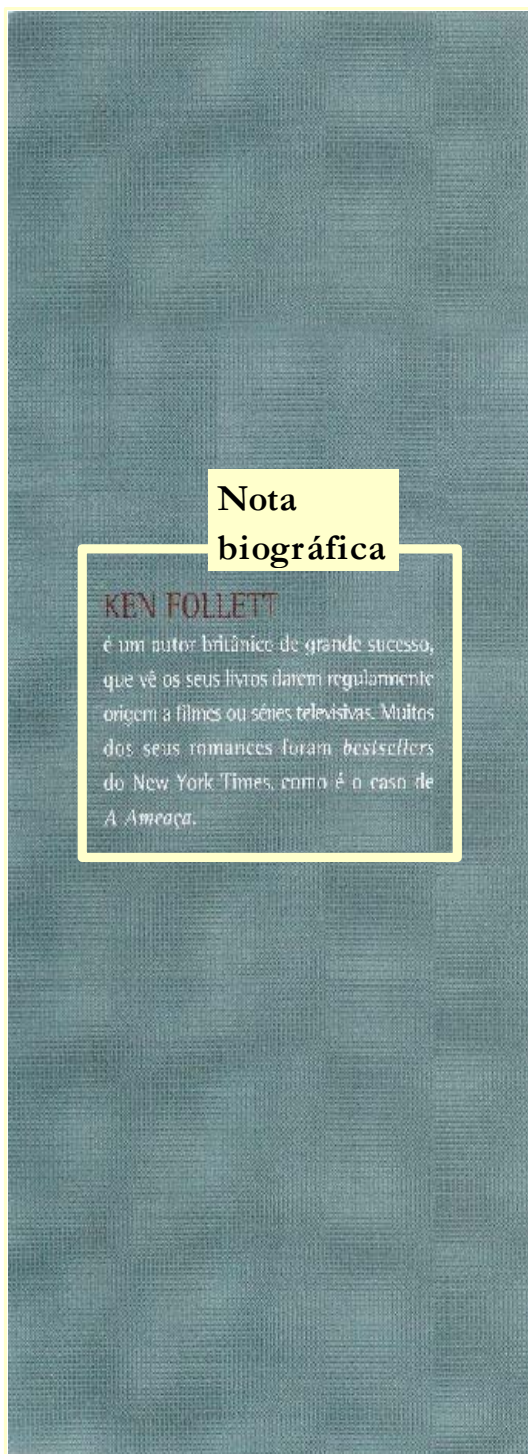 Nota
biográfica
KEN FOLLETT
é um autor britânico de grande sucesso,
que vê os seus livros darem regularmente
origem a filmes ou séries televisivas. Muitos
dos seus romances foram bestsellers
do New York Times, como é o caso de
A Ameaça.